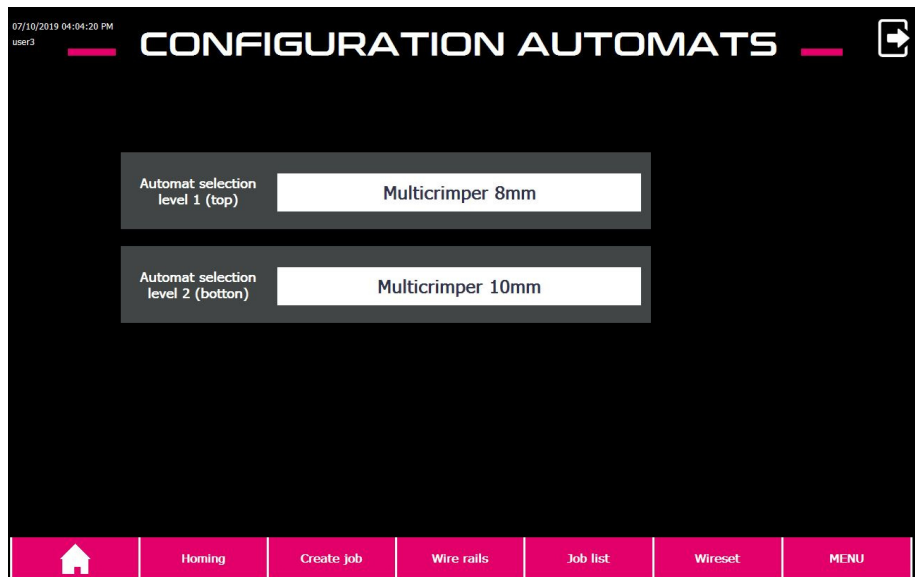 07/10/2019 04:04:20 PM
user3
CONFIGURATION AUTOMATS
Automat selection
level 1 (top)
Multicrimper 8mm
Automat selection
level 2 (botton)
Multicrimper 10mm
Homing
Create job
Wire rails
Job list
Wireset
MENU